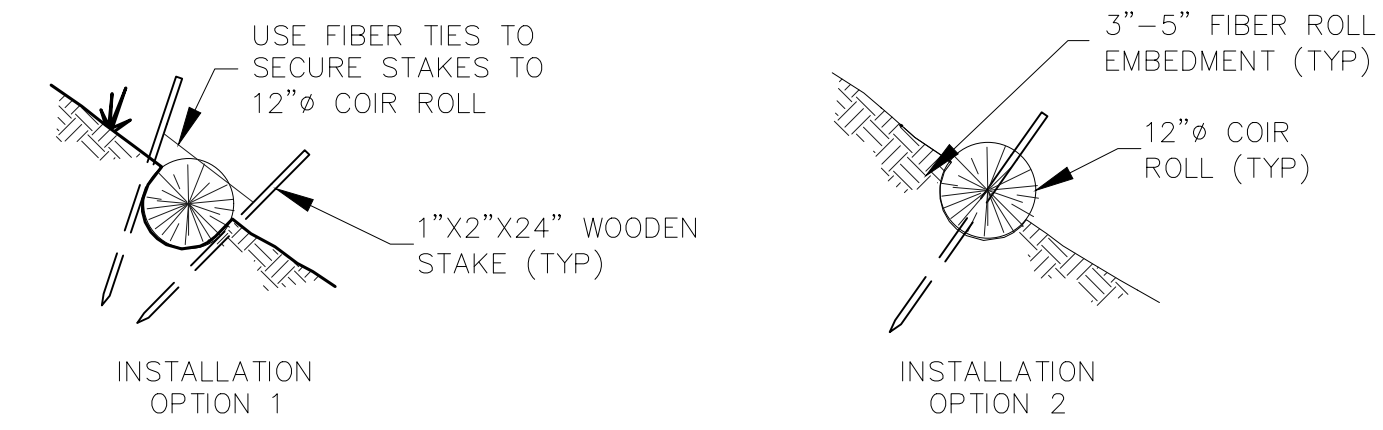 USE FIBER TIES TO
SECURE STAKES TO
12"ø COIR ROLL
1"X2"X24" WOODEN
STAKE (TYP)
INSTALLATION
OPTION 1
3"-5" FIBER ROLL
EMBEDMENT (TYP)
12"ø COIR
ROLL (TYP)
INSTALLATION
OPTION 2